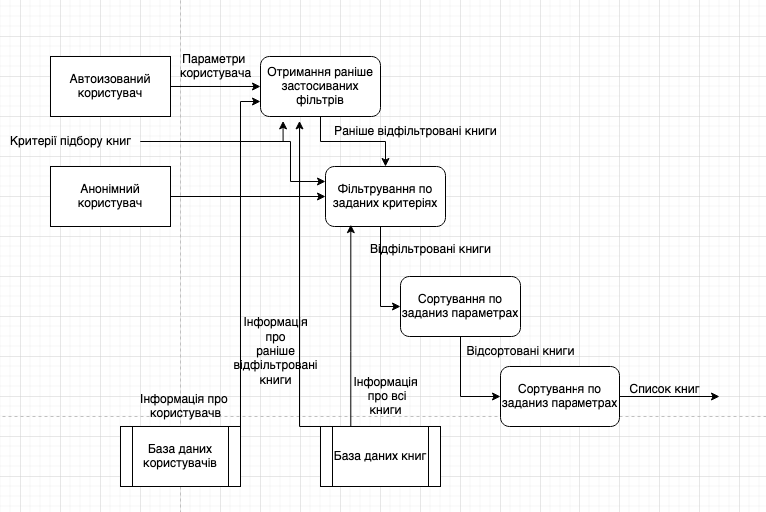 Автоизований
користувач
Параметри
користувача
Отримання раніше
застосиваних
фільтрів
Раніше відфільтровані книги
Критерії підбору книг
Анонімний
користувач
Фільтрування по
заданих критеріях
Відфільтровані книги
Сортування по
заданиз параметрах
Інформація
про
раніше
відфільтровані
книги
Відсортовані книги
Інформація
про всі
книги
Сортування по
заданиз параметрах
Список книг
Інформація про
користувачв
База даних
користувачів
База даних книг